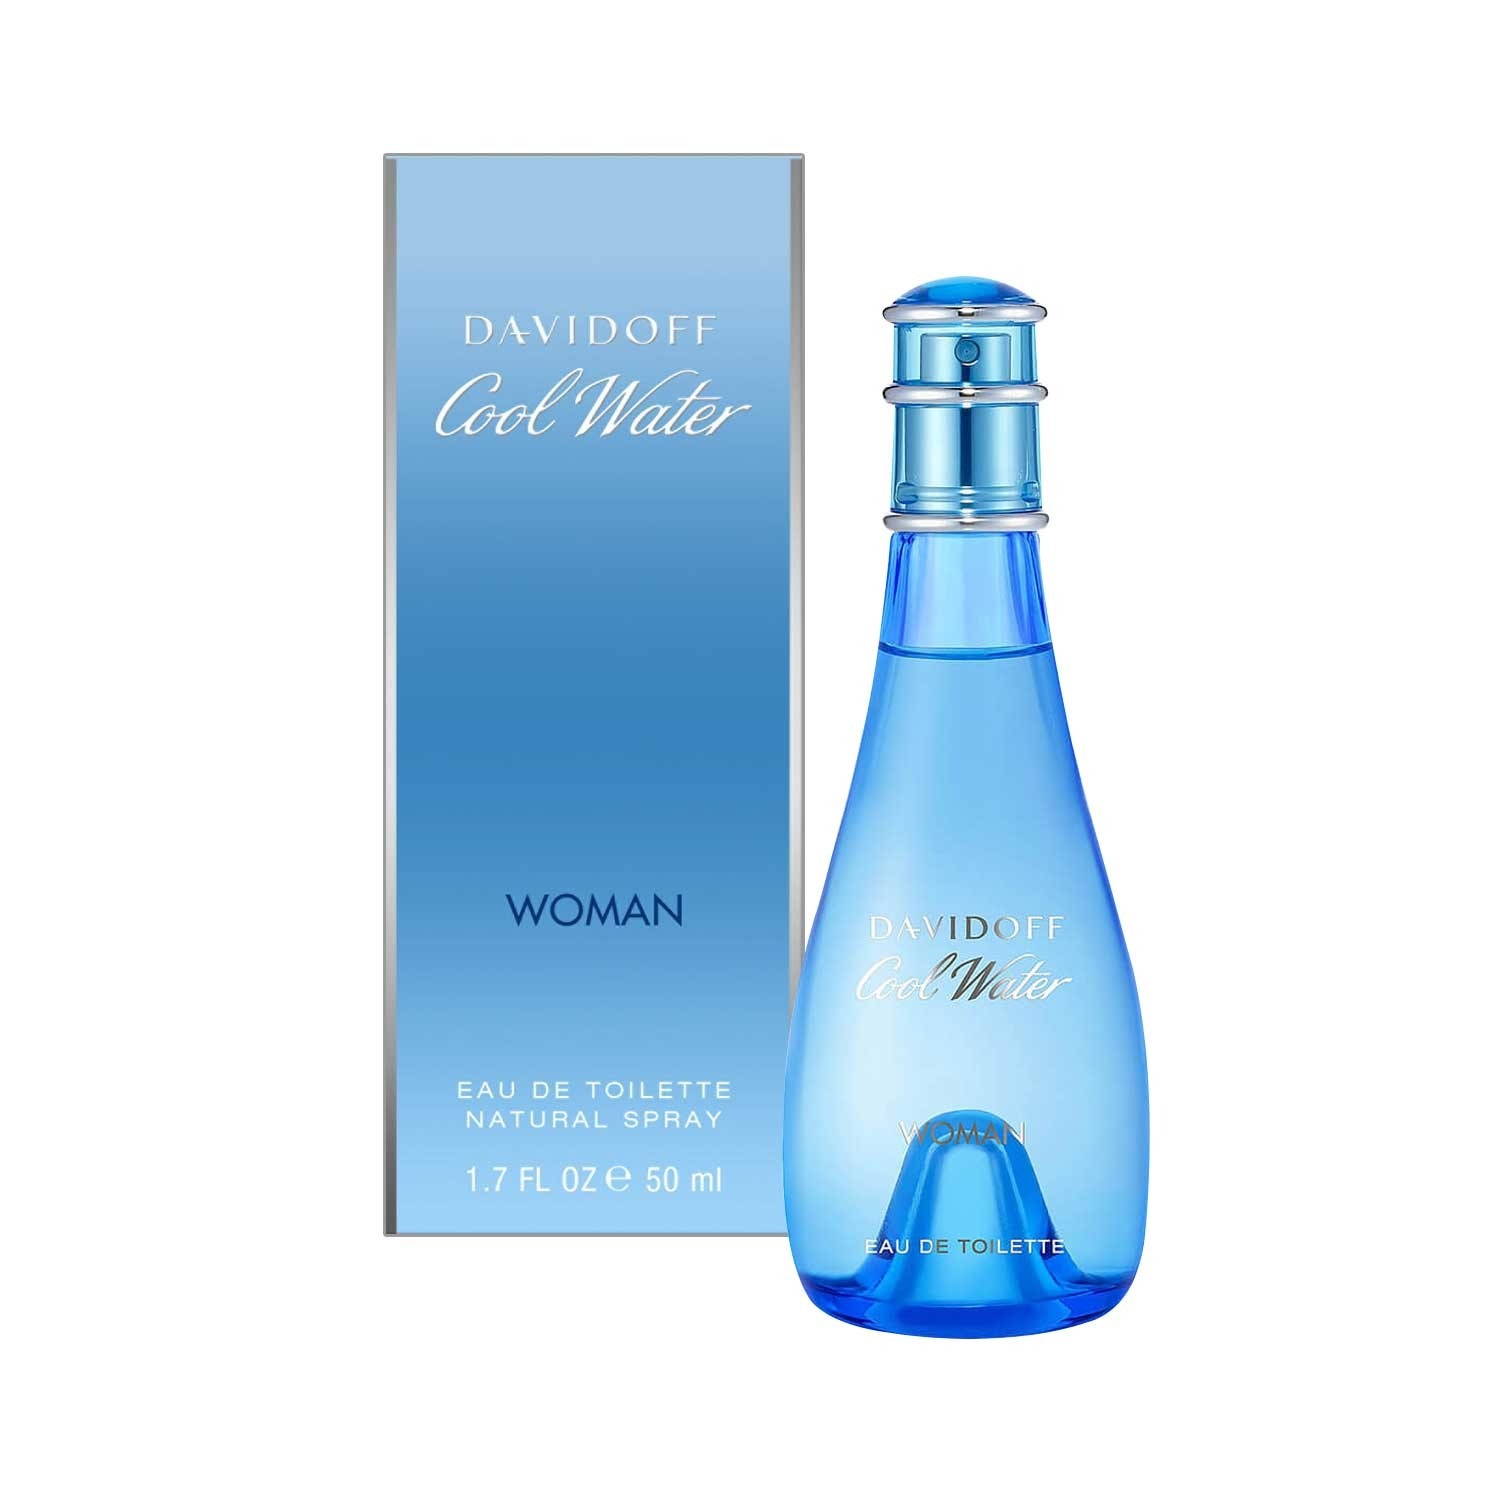 DAVIDOFF
Cool Water
WOMAN
EAU DE TOILETTE
NATURAL SPRAY
1.7 FL OZ ℮ 50 ml
DAVIDOFF
Cool Water
WOMAN
EAU DE TOILETTE